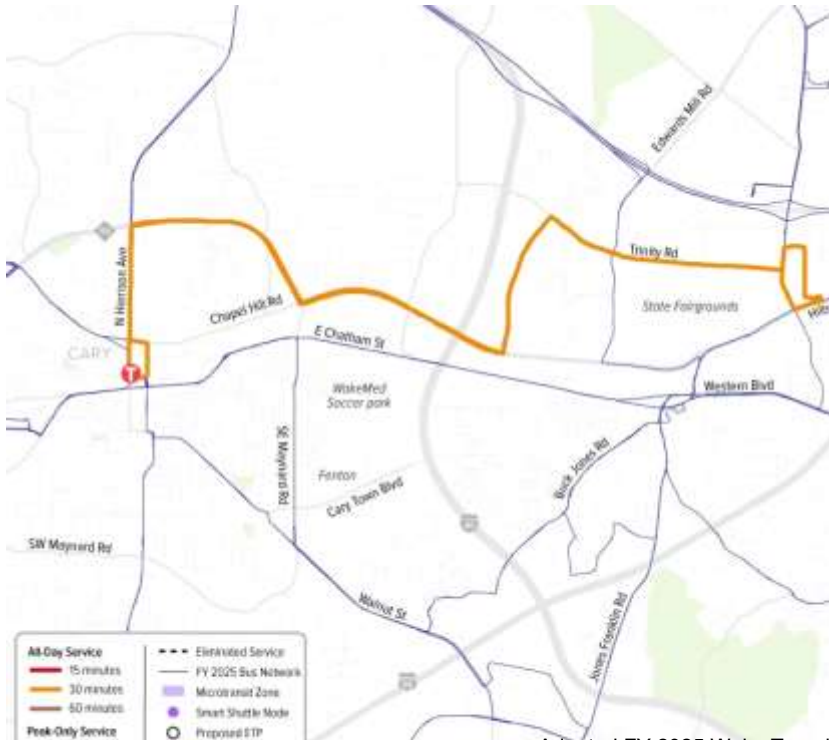 Edwards Mill Rd
N Harrison Ave
Trinity Rd
Chapel Hill Rd
State Fairgrounds
E Chatham St
CARY
T
Western Blvd
WakeMed
Soccer park
SE Maynard Rd
Buck Jones Rd
Fenton
Cary Town Blvd
SW Maynard Rd
Walnut St
Jones Franklin Rd
All-Day Service
15 minutes
30 minutes
60 minutes
Peak-Only Service
Eliminated Service
FY 2025 Bus Network
Microtransit Zone
Smart Shuttle Node
Proposed ETP